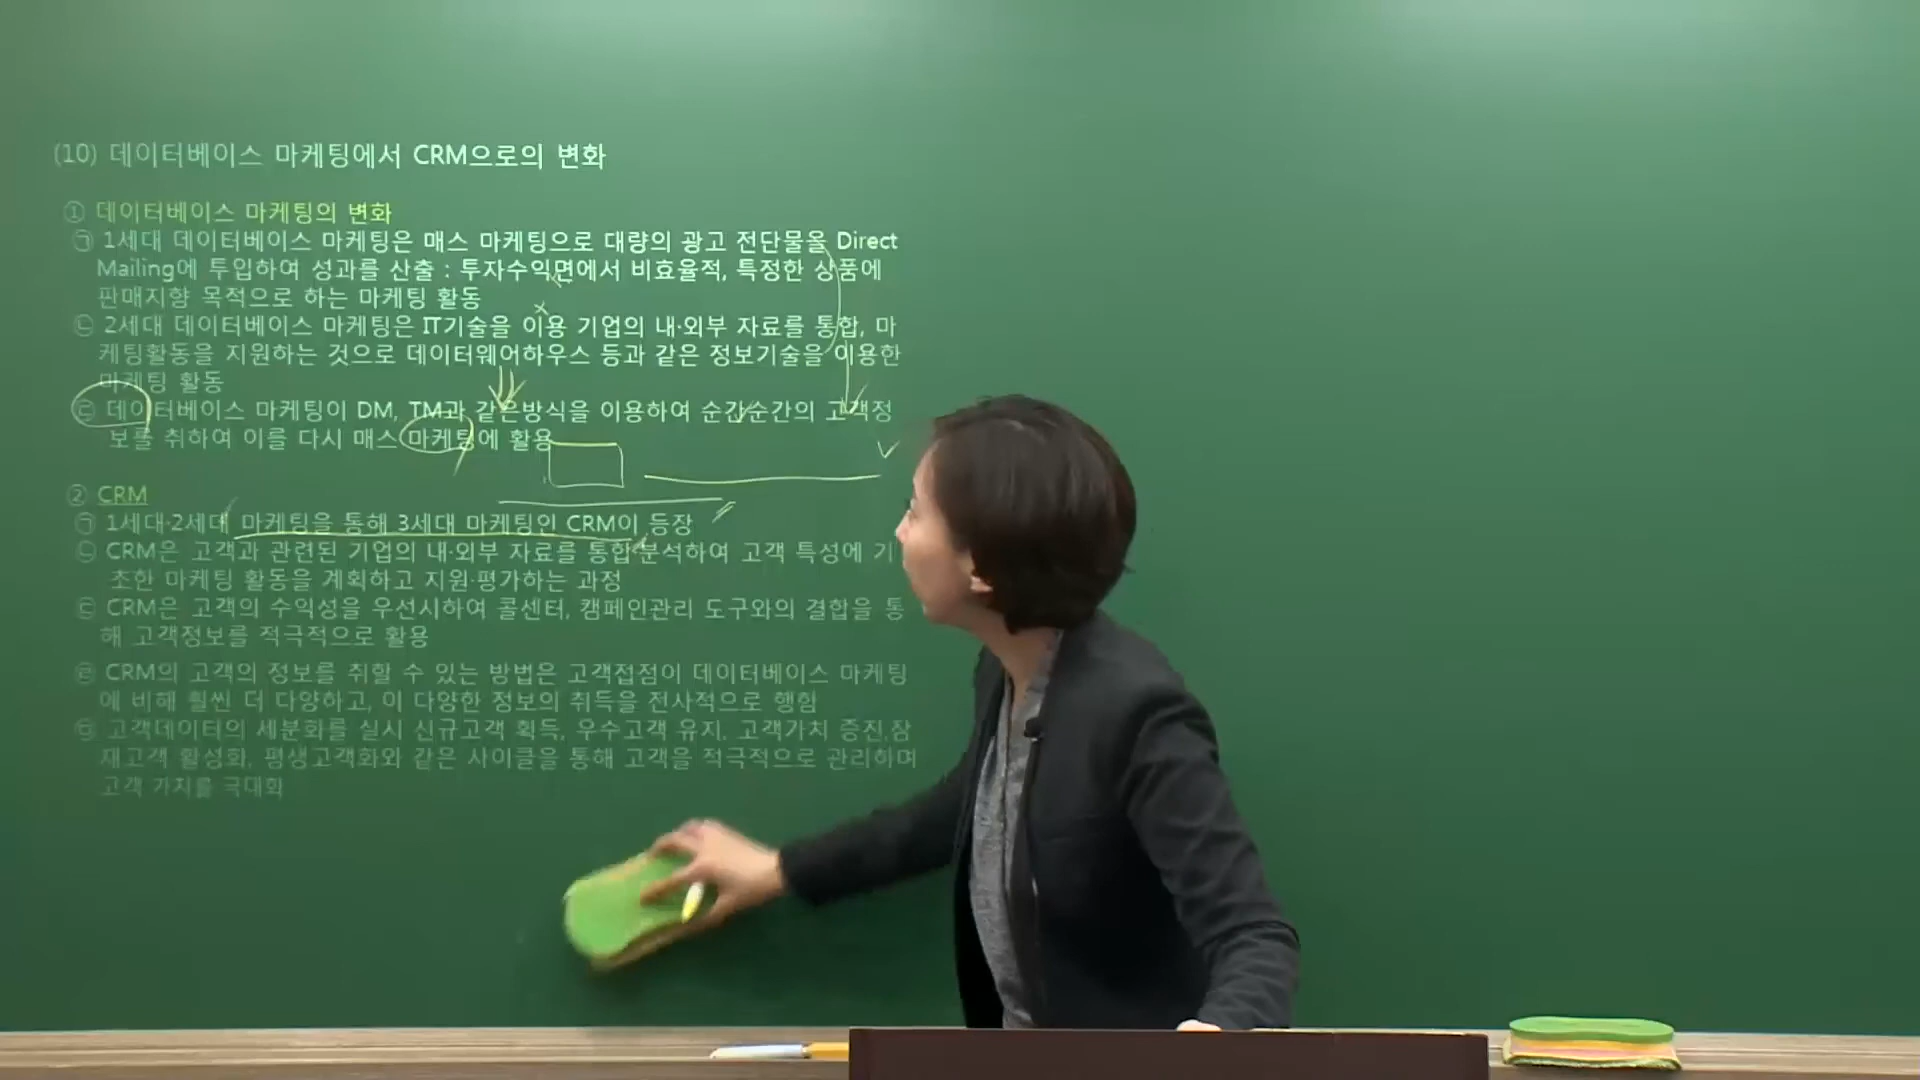 (10) 데이터베이스 마케팅에서 CRM으로의 변화
① 데이터베이스 마케팅의 변화
㉠ 1세대 데이터베이스 마케팅은 매스 마케팅으로 대량의 광고 전단물을 Direct
Mailing에 투입하여 성과를 산출 : 투자수익면에서 비효율적, 특정한 상품에
판매지향 목적으로 하는 마케팅 활동
㉡ 2세대 데이터베이스 마케팅은 IT기술을 이용 기업의 내·외부 자료를 통합, 마
케팅활동을 지원하는 것으로 데이터웨어하우스 등과 같은 정보기술을 이용한
마케팅 활동
㉢ 데이터베이스 마케팅이 DM, TM과 같은방식을 이용하여 순간순간의 고객정
보를 취하여 이를 다시 매스 마케팅에 활용
② CRM
㉠ 1세대·2세대 마케팅을 통해 3세대 마케팅인 CRM이 등장
㉡ CRM은 고객과 관련된 기업의 내·외부 자료를 통합·분석하여 고객 특성에 기
초한 마케팅 활동을 계획하고 지원·평가하는 과정
㉢ CRM은 고객의 수익성을 우선시하여 콜센터, 캠페인관리 도구와의 결합을 통
해 고객정보를 적극적으로 활용
㉣ CRM의 고객의 정보를 취할 수 있는 방법은 고객접점이 데이터베이스 마케팅
에 비해 훨씬 더 다양하고, 이 다양한 정보의 취득을 전사적으로 행함
㉤ 고객데이터의 세분화를 실시 신규고객 획득, 우수고객 유지, 고객가치 증진,잠
재고객 활성화, 평생고객화와 같은 사이클을 통해 고객을 적극적으로 관리하며
고객 가치를 극대화